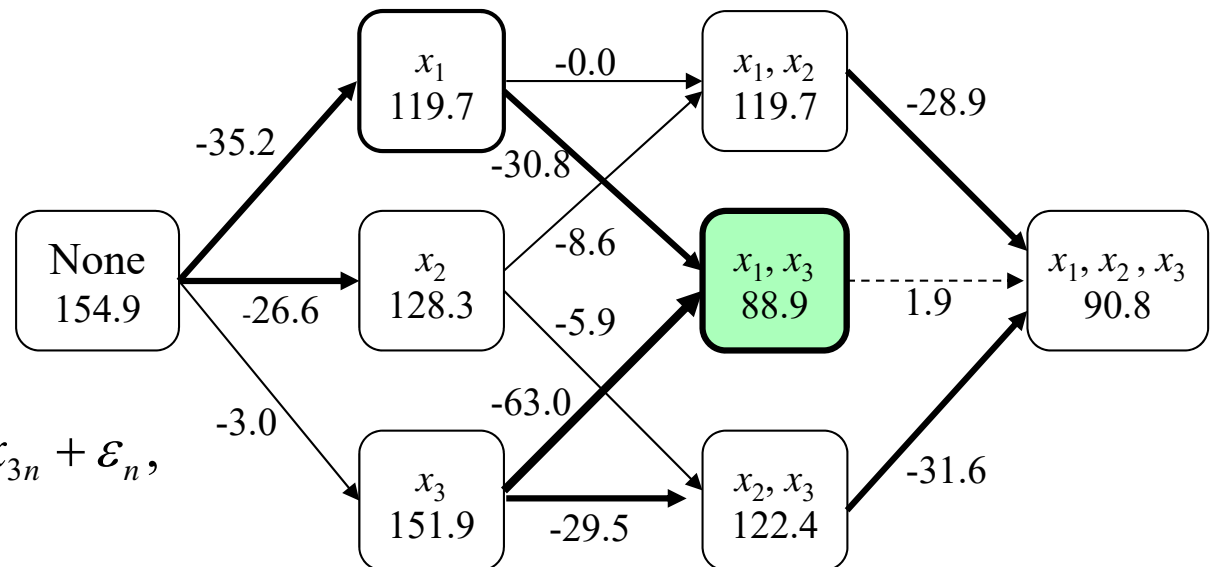 x₁
119.7
-0.0
x₁, x₂
119.7
-28.9
-35.2
-30.8
None
154.9
-26.6
x₂
128.3
-8.6
-5.9
x₁, x₃
88.9
1.9
x₁, x₂ , x₃
90.8
-3.0
-63.0
x₃ₙ + εₙ,
x₃
151.9
-29.5
x₂, x₃
122.4
-31.6